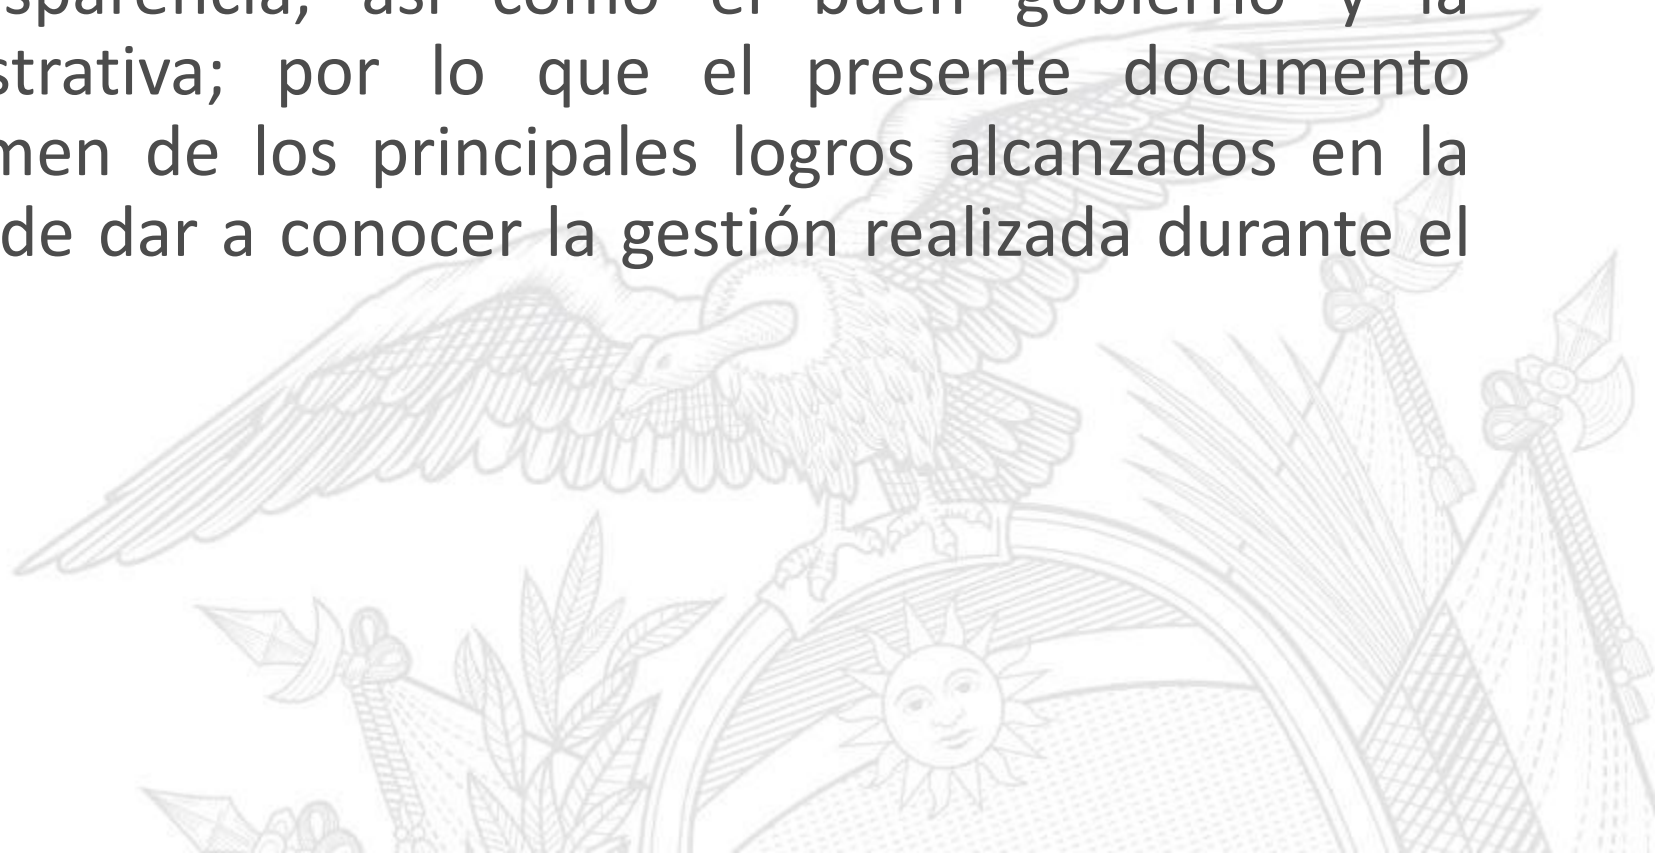 sparencia, así como el buen gobierno y la
strativa; por lo que el presente documento
men de los principales logros alcanzados en la
de dar a conocer la gestión realizada durante el